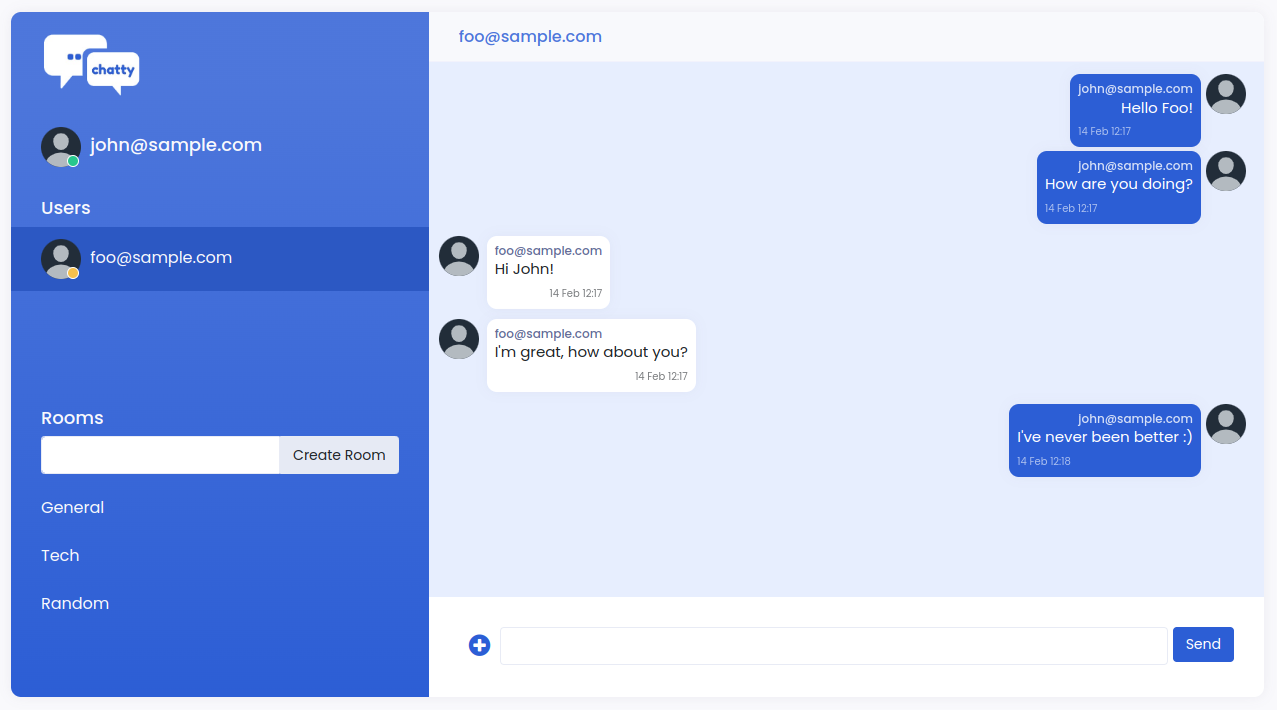 chatty
john@sample.com
Users
foo@sample.com
Rooms
Create Room
General
Tech
Random
foo@sample.com
john@sample.com
Hello Foo!
14 Feb 12:17
john@sample.com
How are you doing?
14 Feb 12:17
foo@sample.com
Hi John!
14 Feb 12:17
foo@sample.com
I'm great, how about you?
14 Feb 12:17
john@sample.com
I've never been better :)
14 Feb 12:18
Send